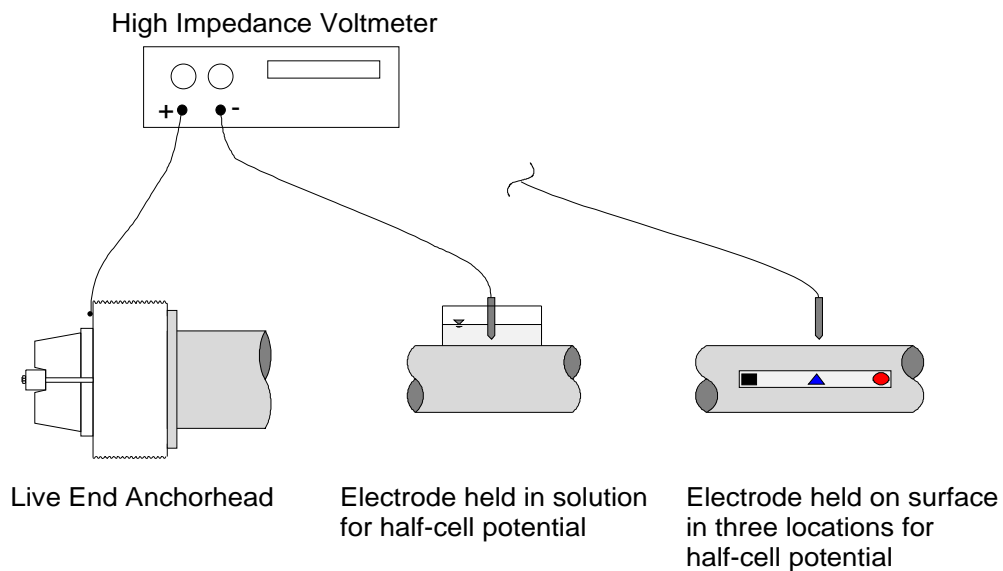 High Impedance Voltmeter
+ -
Live End Anchorhead
Electrode held in solution
for half-cell potential
Electrode held on surface
in three locations for
half-cell potential